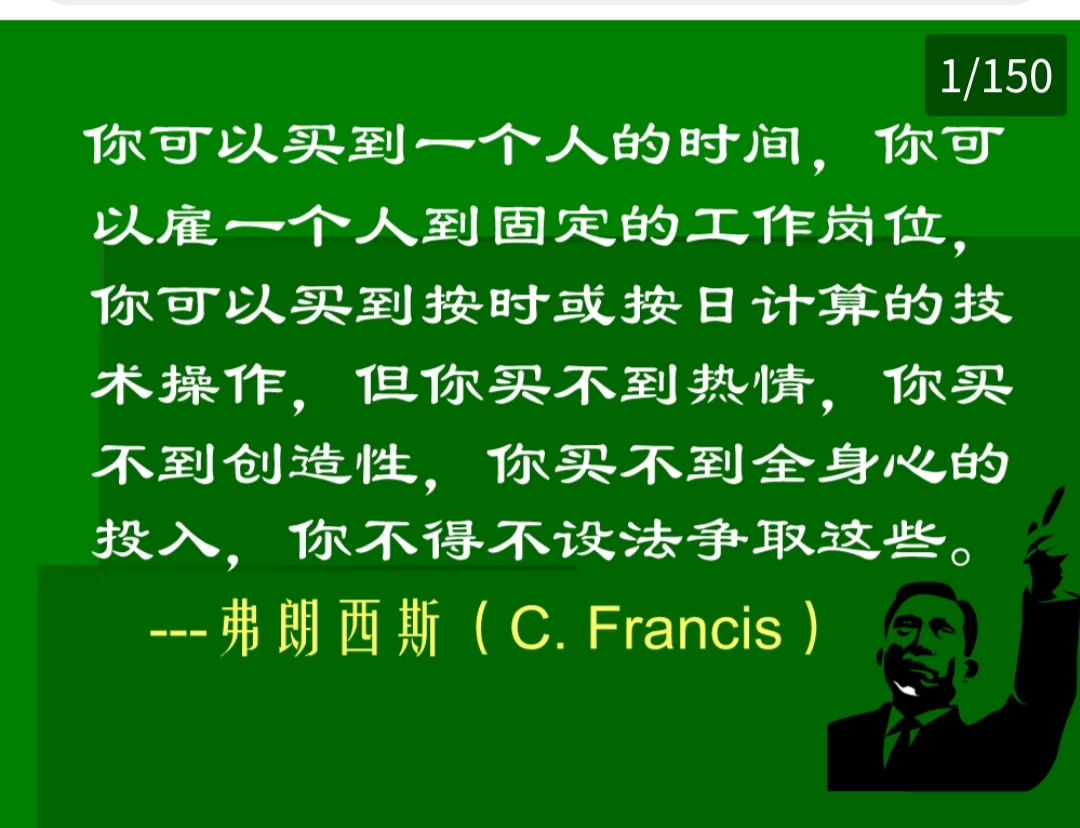 1/150
你可以买到一个人的时间，你可
以雇一个人到固定的工作岗位，
你可以买到按时或按日计算的技
术操作，但你买不到热情，你买
不到创造性，你买不到全身心的
投入，你不得不设法争取这些。
---弗朗西斯（C. Francis）